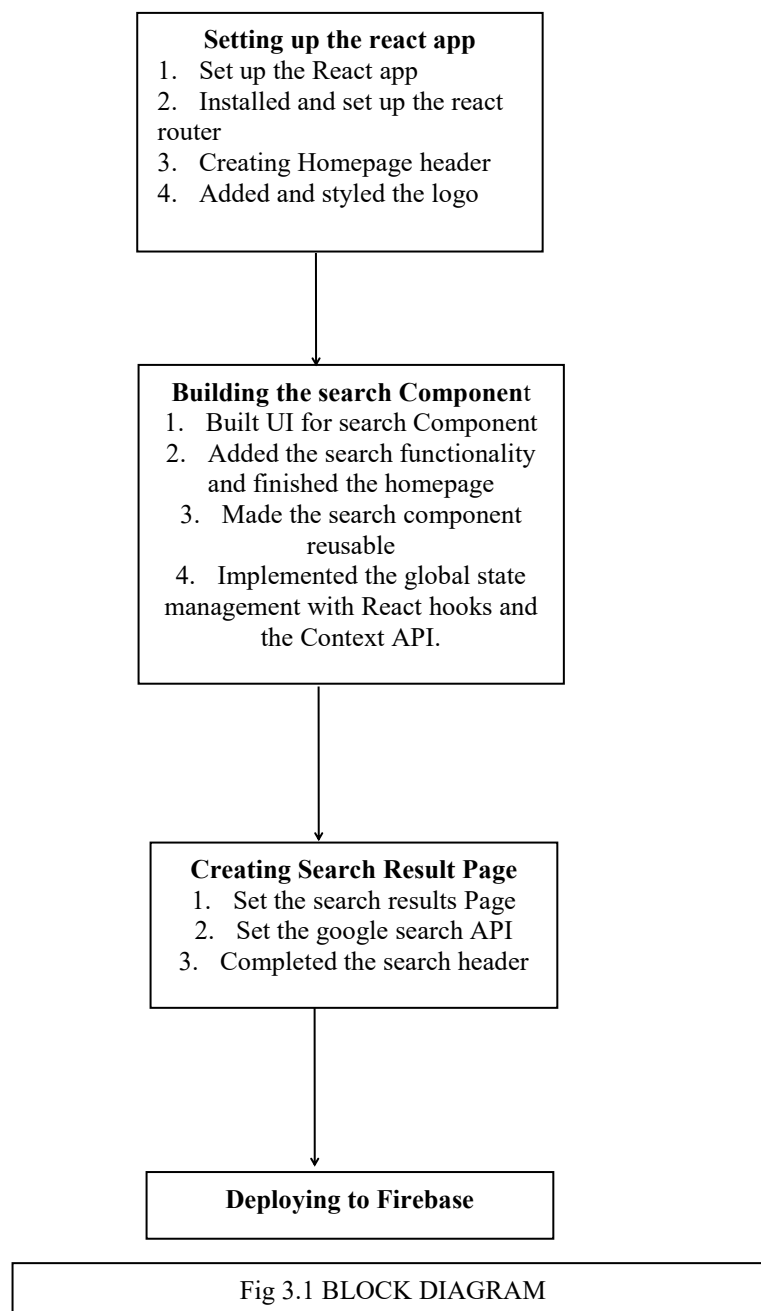 Setting up the react app
1. Set up the React app
2. Installed and set up the react
router
3. Creating Homepage header
4. Added and styled the logo
Building the search Component
1. Built UI for search Component
2. Added the search functionality
and finished the homepage
3. Made the search component
reusable
4. Implemented the global state
management with React hooks and
the Context API.
Creating Search Result Page
1. Set the search results Page
2. Set the google search API
3. Completed the search header
Deploying to Firebase
Fig 3.1 BLOCK DIAGRAM